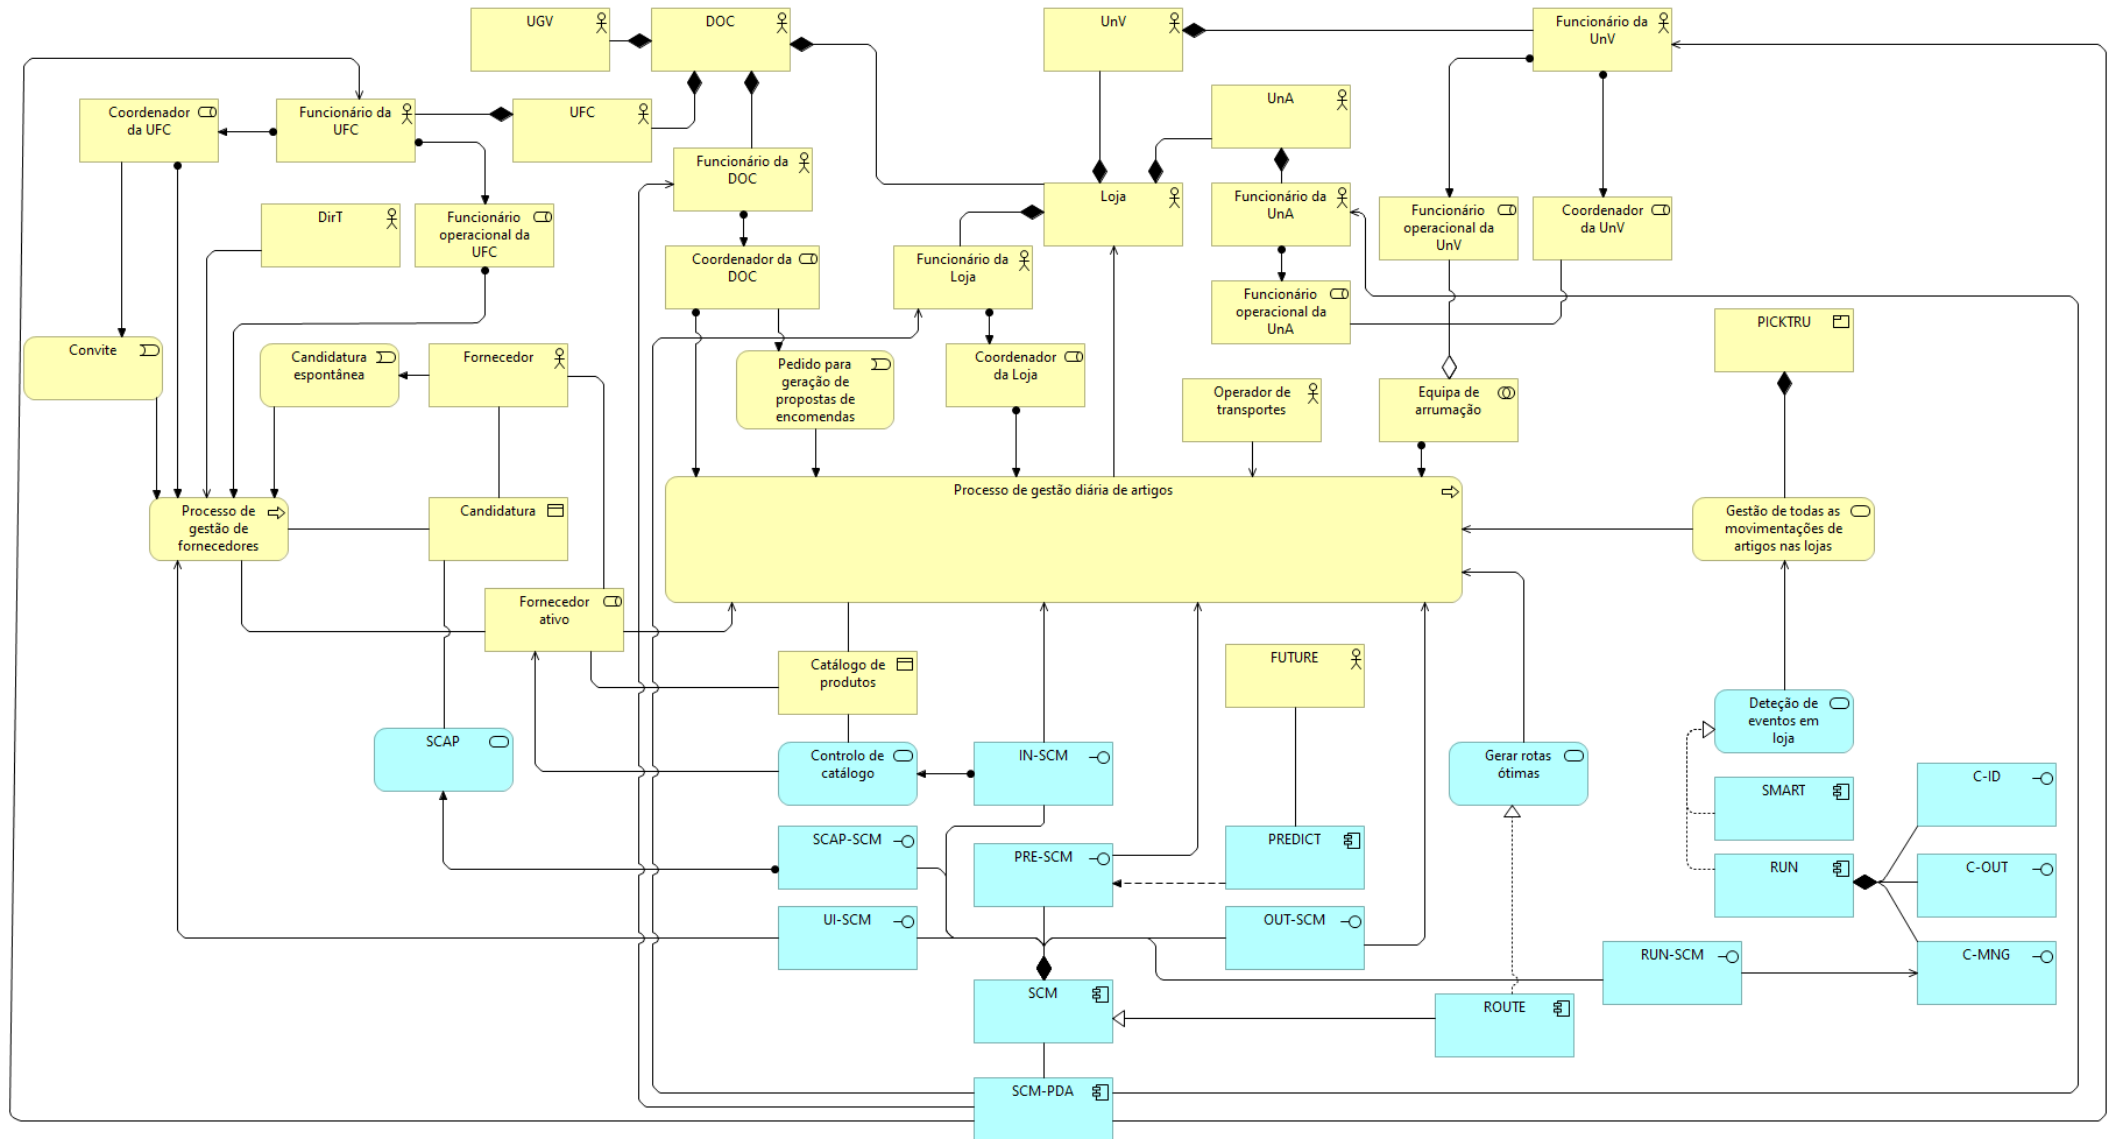 UGV
DOC
UnV
Funcionário da
UnV
UnA
Coordenador
da UFC
Funcionário da
UFC
UFC
Funcionário da
DOC
Loja
Funcionário da
UnA
Funcionário
operacional da
UnV
Coordenador
da UnV
DirT
Funcionário
operacional da
UFC
Coordenador da
DOC
Funcionário da
Loja
Funcionário
operacional da
UnA
PICKTRU
Convite
Candidatura
espontânea
Fornecedor
Pedido para
geração de
propostas de
encomendas
Coordenador
da Loja
Operador de
transportes
Equipa de
arrumação
Processo de gestão diária de artigos
Processo de
gestão de
fornecedores
Candidatura
Gestão de todas as
movimentações de
artigos nas lojas
Fornecedor
ativo
Catálogo de
produtos
FUTURE
Deteção de
eventos em
loja
SCAP
Controlo de
catálogo
IN-SCM
Gerar rotas
ótimas
SMART
C-ID
SCAP-SCM
PRE-SCM
PREDICT
RUN
C-OUT
UI-SCM
OUT-SCM
RUN-SCM
C-MNG
SCM
ROUTE
SCM-PDA